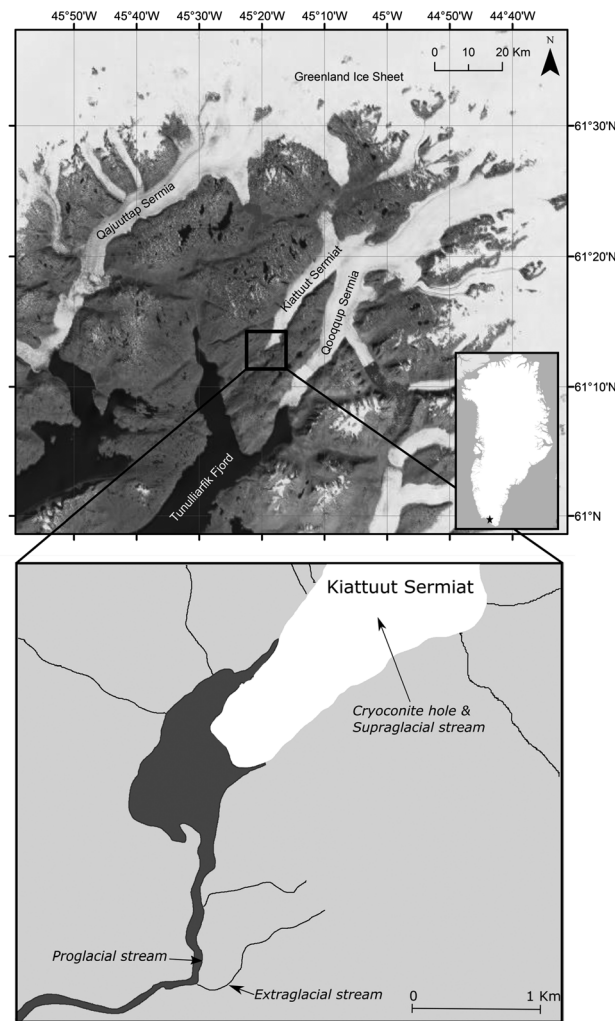 45°50'W 45°40'W 45°30'W 45°20'W 45°10'W 45°0'W 44°50'W 44°40'W
N
0 10 20 Km
Greenland Ice Sheet
61°30'N
Qajuuttap Sermia
61°20'N
Kiattuut Sermiat
Qooqqup Sermia
61°10'N
Tunulliarfik Fjord
61°N
Kiattuut Sermiat
Cryoconite hole &
Supraglacial stream
Proglacial stream
Extraglacial stream
0 1 Km